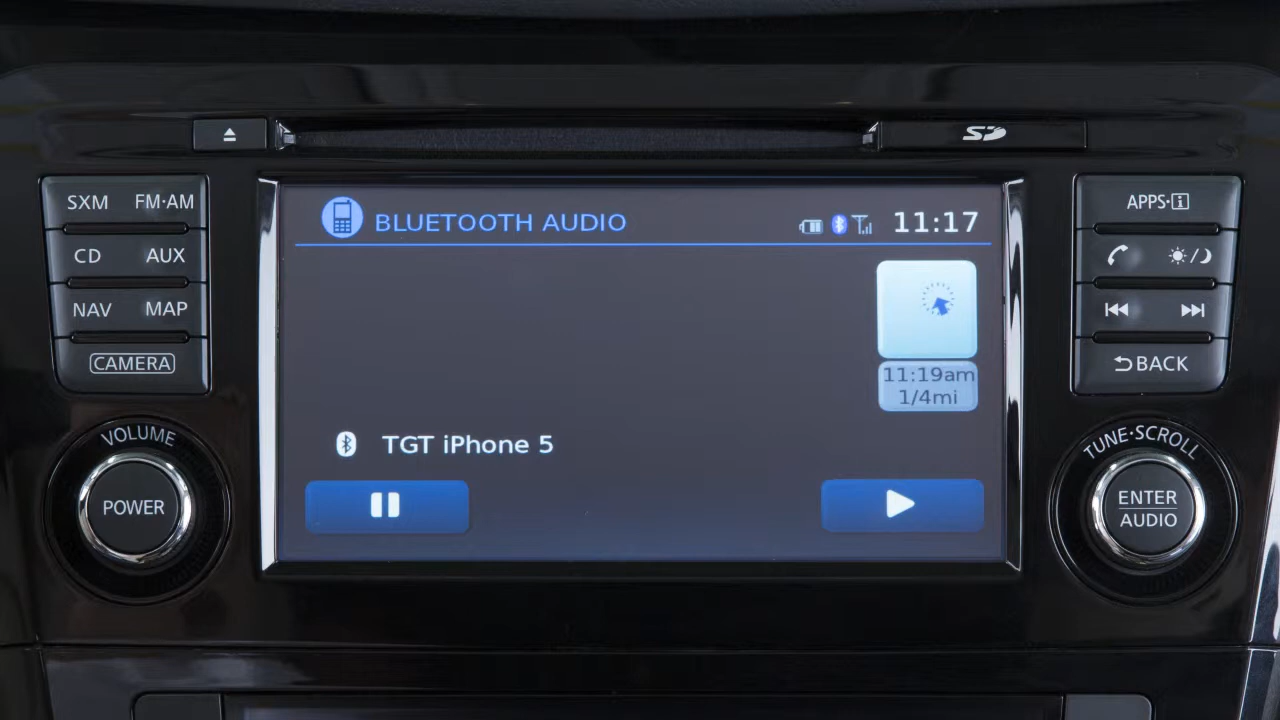 SD
SXM FM·AM
CD AUX
NAV MAP
CAMERA
VOLUME
POWER
BLUETOOTH AUDIO 11:17
11:19am
1/4mi
TGT iPhone 5
APPS·i
BACK
TUNE·SCROLL
ENTER
AUDIO